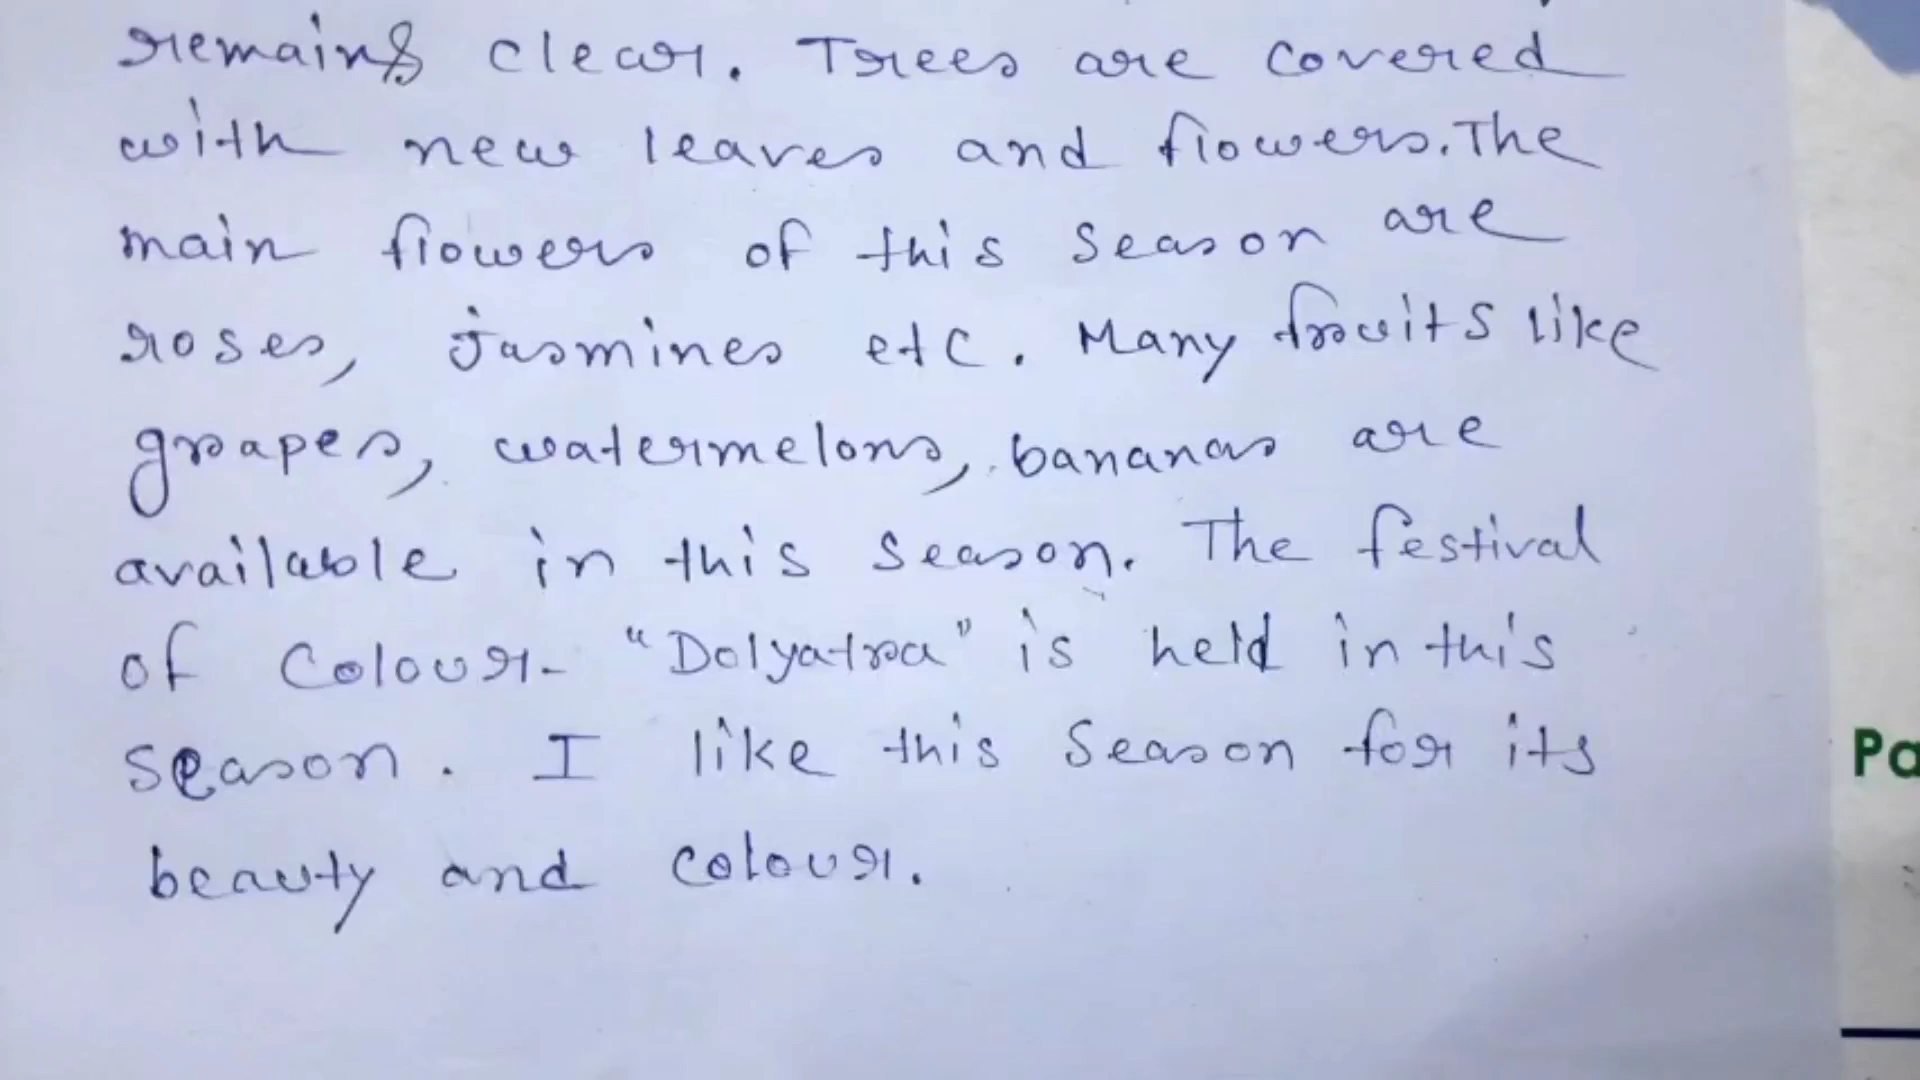 remains clear. Trees are covered
with new leaves and flowers. The
main flowers of this season are
roses, jasmines etc. Many fruits like
grapes, watermelons, bananas are
available in this season. The festival
of Colour- "Dolyatra" is held in this
season. I like this season for its
beauty and colour.
Pa